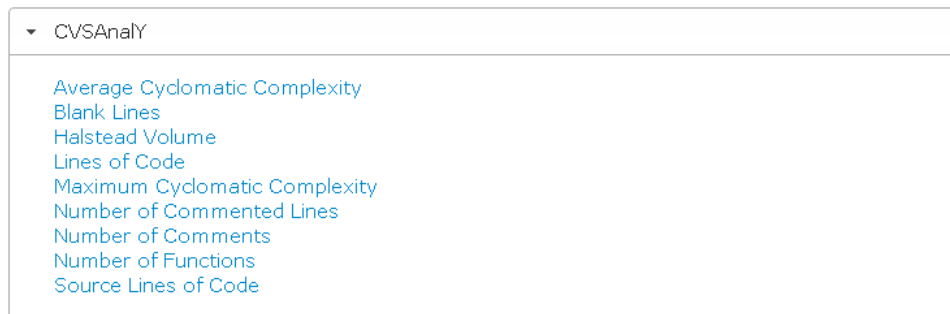 CVSAnalY
Average Cyclomatic Complexity
Blank Lines
Halstead Volume
Lines of Code
Maximum Cyclomatic Complexity
Number of Commented Lines
Number of Comments
Number of Functions
Source Lines of Code